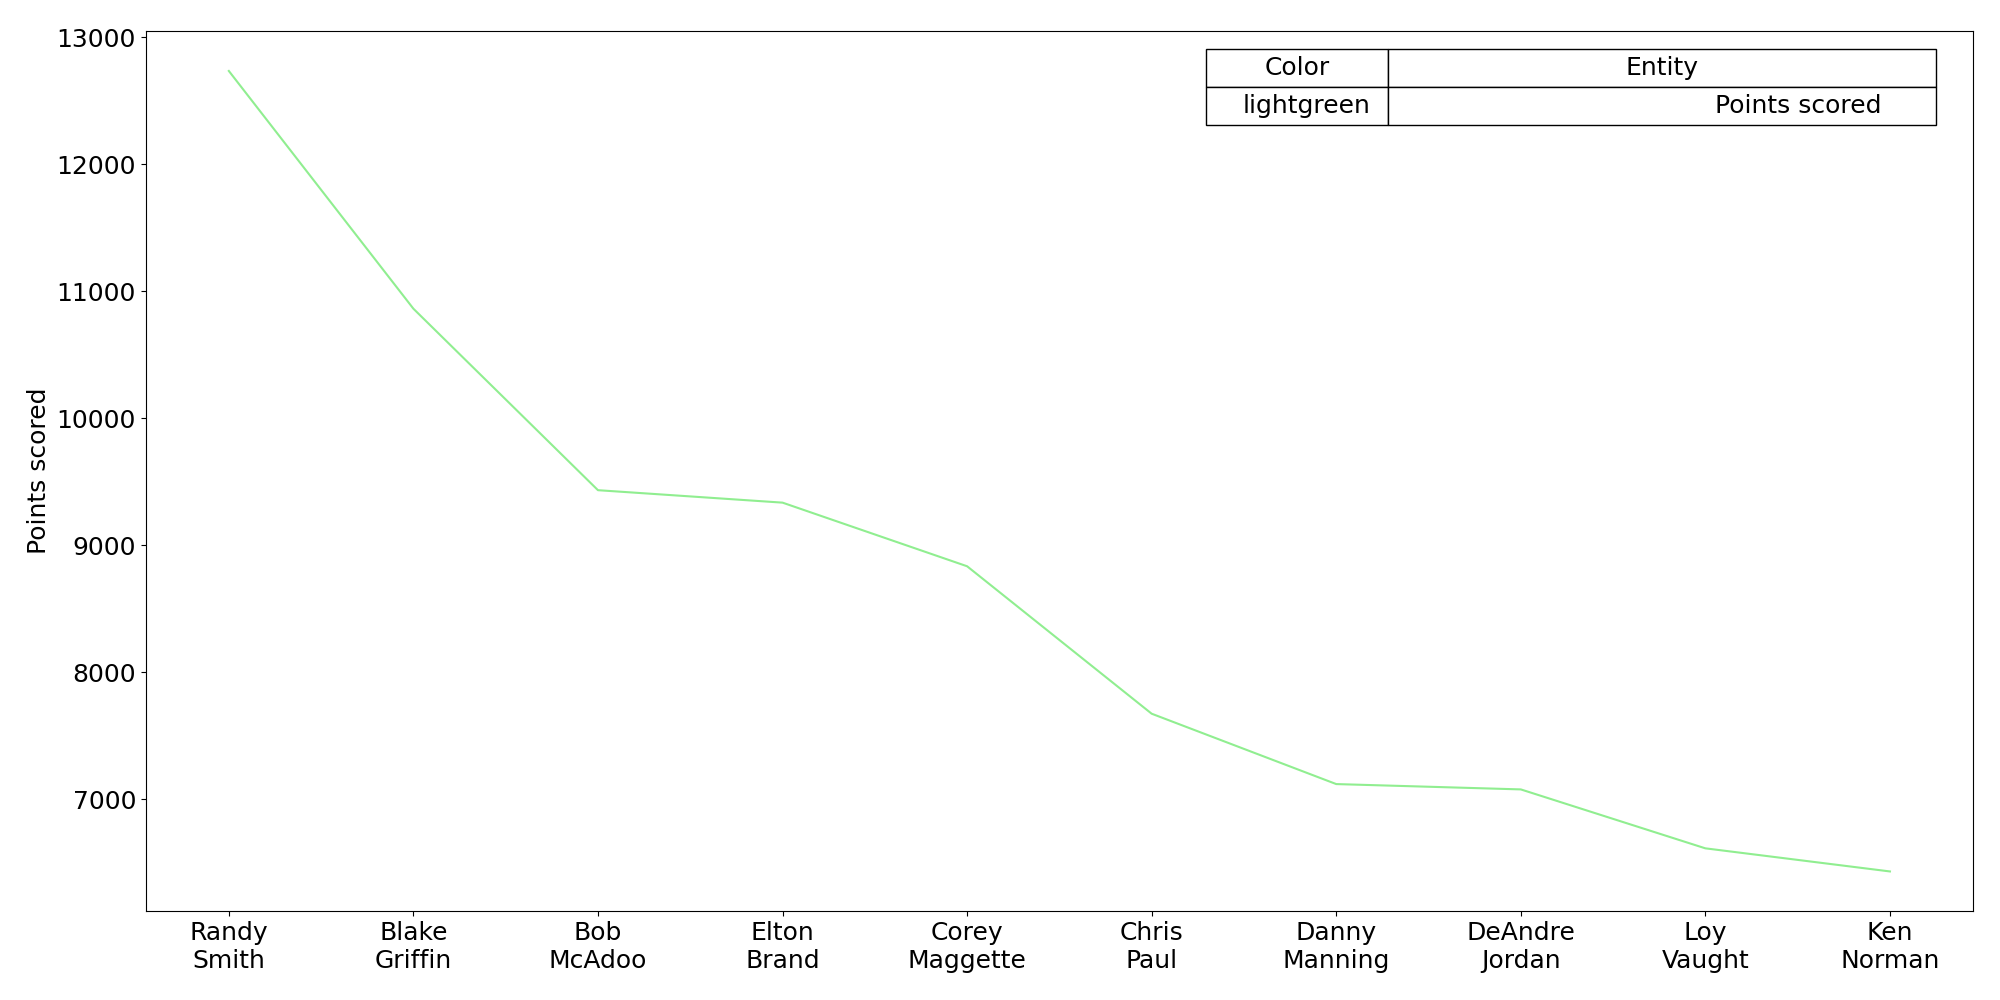 13000
12000
11000
10000
9000
8000
7000
Points scored
Color Entity
lightgreen Points scored
Randy Smith
Blake Griffin
Bob McAdoo
Elton Brand
Corey Maggette
Chris Paul
Danny Manning
DeAndre Jordan
Loy Vaught
Ken Norman